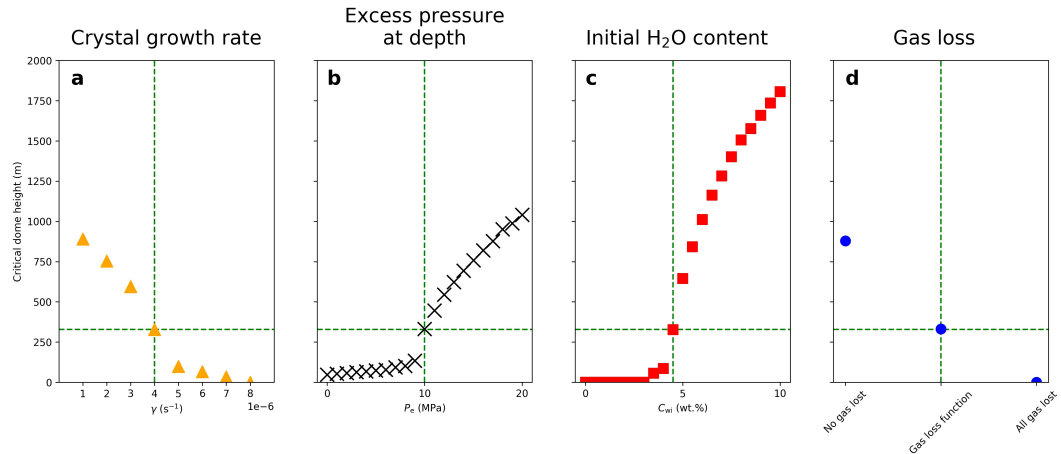 Crystal growth rate
Excess pressure
at depth
Initial H₂O content
Gas loss
a
b
c
d
Critical dome height (m)
2000
1750
1500
1250
1000
750
500
250
0
1 2 3 4 5 6 7 8
γ (s⁻¹)
1e−6
0 10 20
Pₑ (MPa)
0 5 10
C_wi (wt.%)
No gas lost
Gas loss function
All gas lost